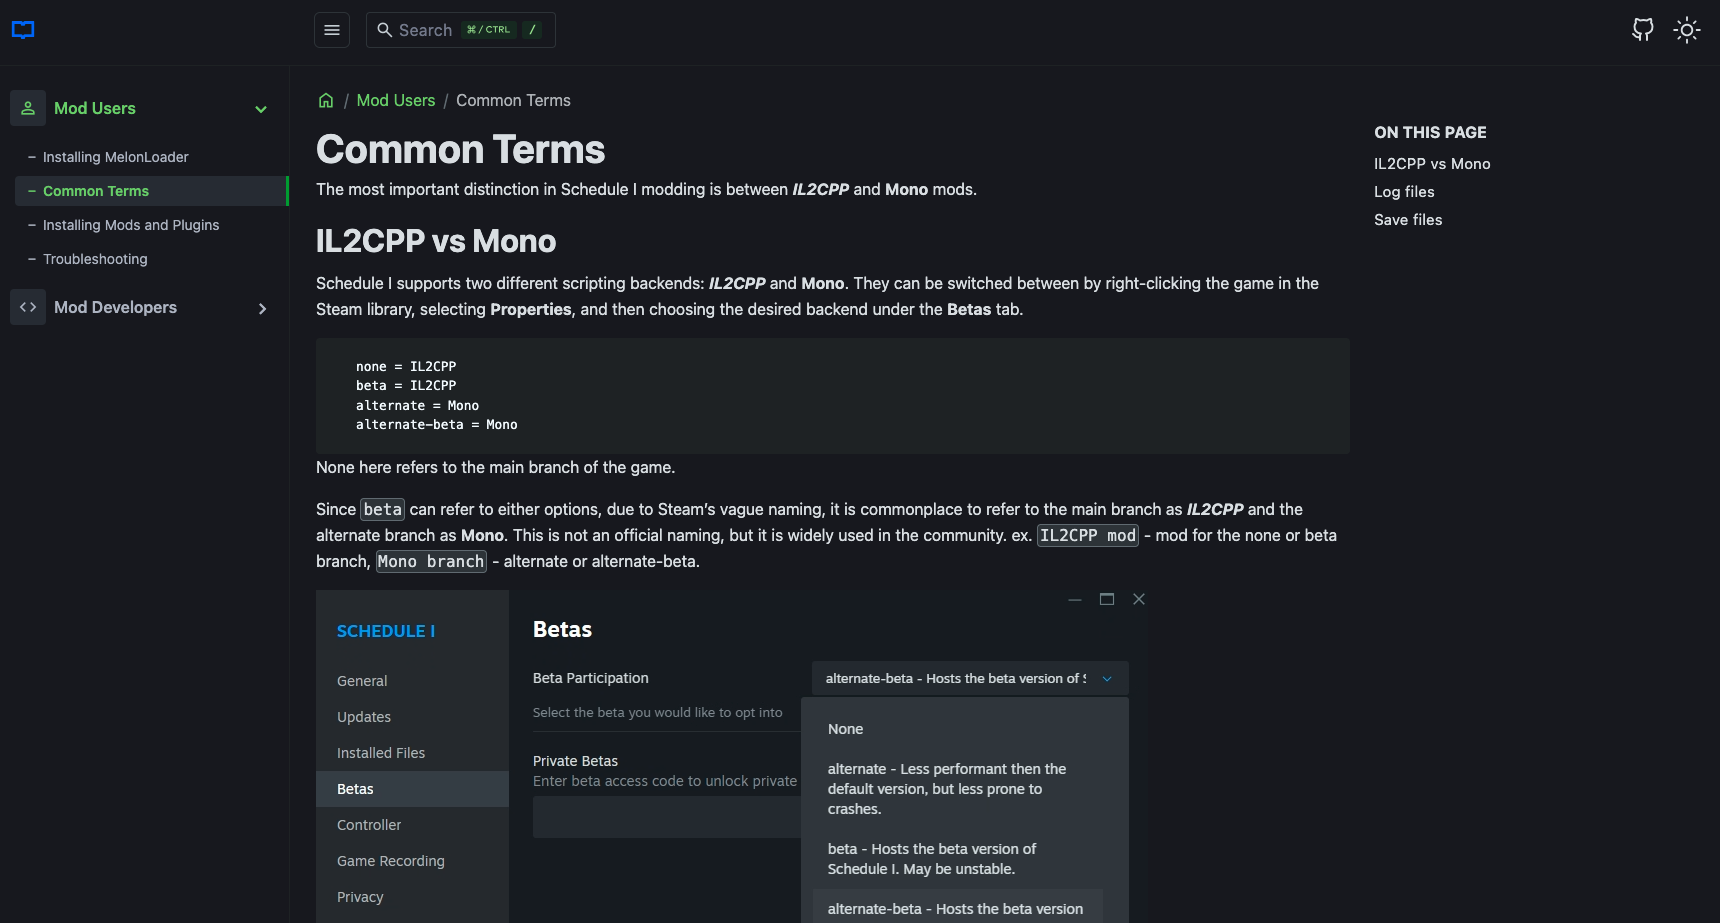 Search ⌘/CTRL /
Mod Users
– Installing MelonLoader
– Common Terms
– Installing Mods and Plugins
– Troubleshooting
Mod Developers
/ Mod Users / Common Terms
Common Terms
The most important distinction in Schedule I modding is between IL2CPP and Mono mods.
IL2CPP vs Mono
Schedule I supports two different scripting backends: IL2CPP and Mono. They can be switched between by right-clicking the game in the
Steam library, selecting Properties, and then choosing the desired backend under the Betas tab.
none = IL2CPP
beta = IL2CPP
alternate = Mono
alternate-beta = Mono
None here refers to the main branch of the game.
Since beta can refer to either options, due to Steam’s vague naming, it is commonplace to refer to the main branch as IL2CPP and the
alternate branch as Mono. This is not an official naming, but it is widely used in the community. ex. IL2CPP mod - mod for the none or beta
branch, Mono branch - alternate or alternate-beta.
SCHEDULE I
General
Updates
Installed Files
Betas
Controller
Game Recording
Privacy
Betas
Beta Participation
alternate-beta - Hosts the beta version of S
Select the beta you would like to opt into
Private Betas
Enter beta access code to unlock private
None
alternate - Less performant then the
default version, but less prone to
crashes.
beta - Hosts the beta version of
Schedule I. May be unstable.
alternate-beta - Hosts the beta version
ON THIS PAGE
IL2CPP vs Mono
Log files
Save files